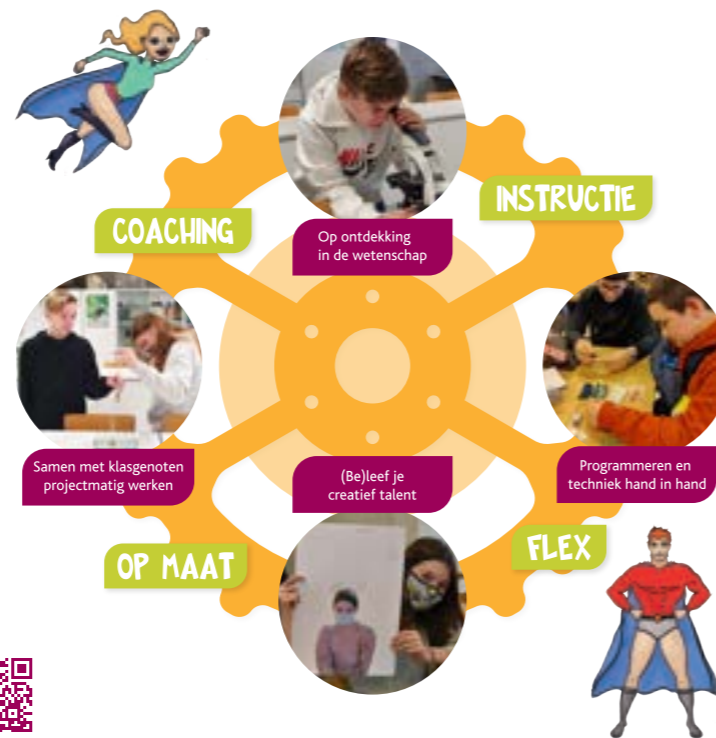 COACHING
INSTRUCTIE
Op ontdekking
in de wetenschap
Samen met klasgenoten
projectmatig werken
(Be)leef je
creatief talent
Programmeren en
techniek hand in hand
OP MAAT
FLEX